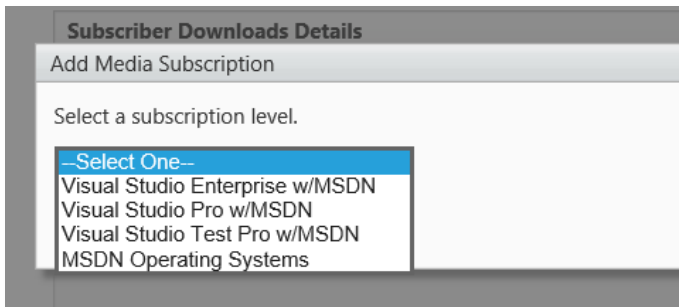 Subscriber Downloads Details
Add Media Subscription
Select a subscription level.
--Select One--
Visual Studio Enterprise w/MSDN
Visual Studio Pro w/MSDN
Visual Studio Test Pro w/MSDN
MSDN Operating Systems